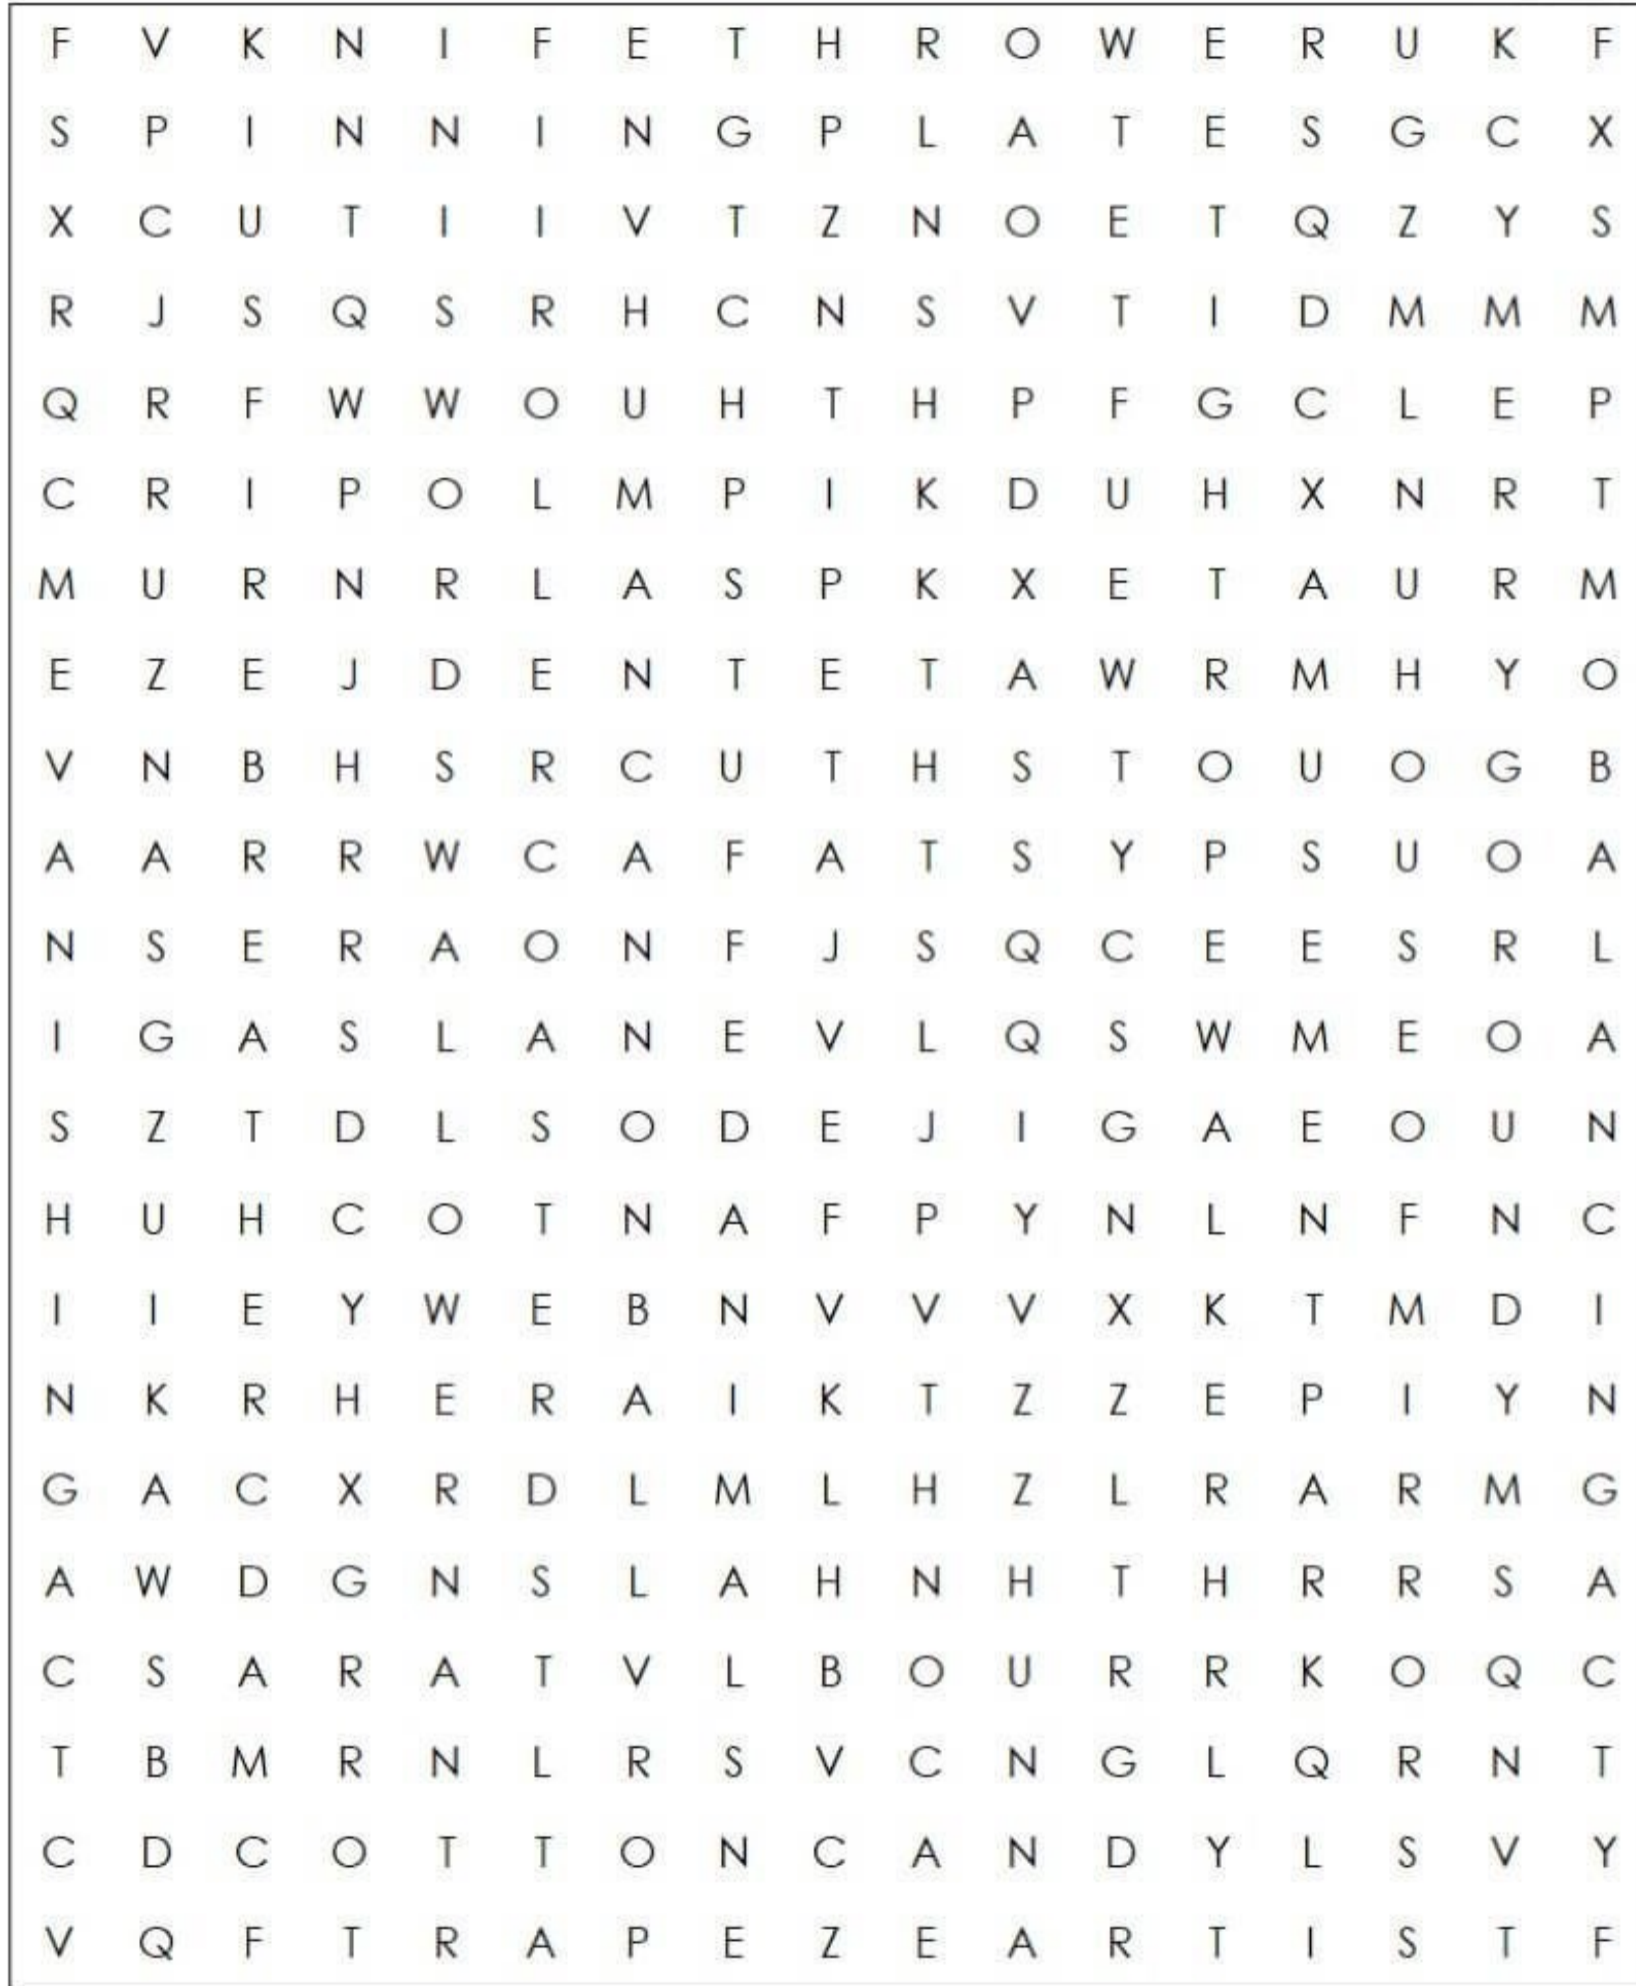 F V K N I F E T H R O W E R U K F
S P I N N I N G P L A T E S G C X
X C U T I I V T Z N O E T Q Z Y S
R J S Q S R H C N S V T I D M M M
Q R F W W O U H T H P F G C L E P
C R I P O L M P I K D U H X N R T
M U R N R L A S P K X E T A U R M
E Z E J D E N T E T A W R M H Y O
V N B H S R C U T H S T O U O G B
A A R R W C A F A T S Y P S U O A
N S E R A O N F J S Q C E E S R L
I G A S L A N E V L Q S W M E O A
S Z T D L S O D E J I G A E O U N
H U H C O T N A F P Y N L N F N C
I I E Y W E B N V V V X K T M D I
N K R H E R A I K T Z Z E P I Y N
G A C X R D L M L H Z L R A R M G
A W D G N S L A H N H T H R R S A
C S A R A T V L B O U R R K O Q C
T B M R N L R S V C N G L Q R N T
C D C O T T O N C A N D Y L S V Y
V Q F T R A P E Z E A R T I S T F